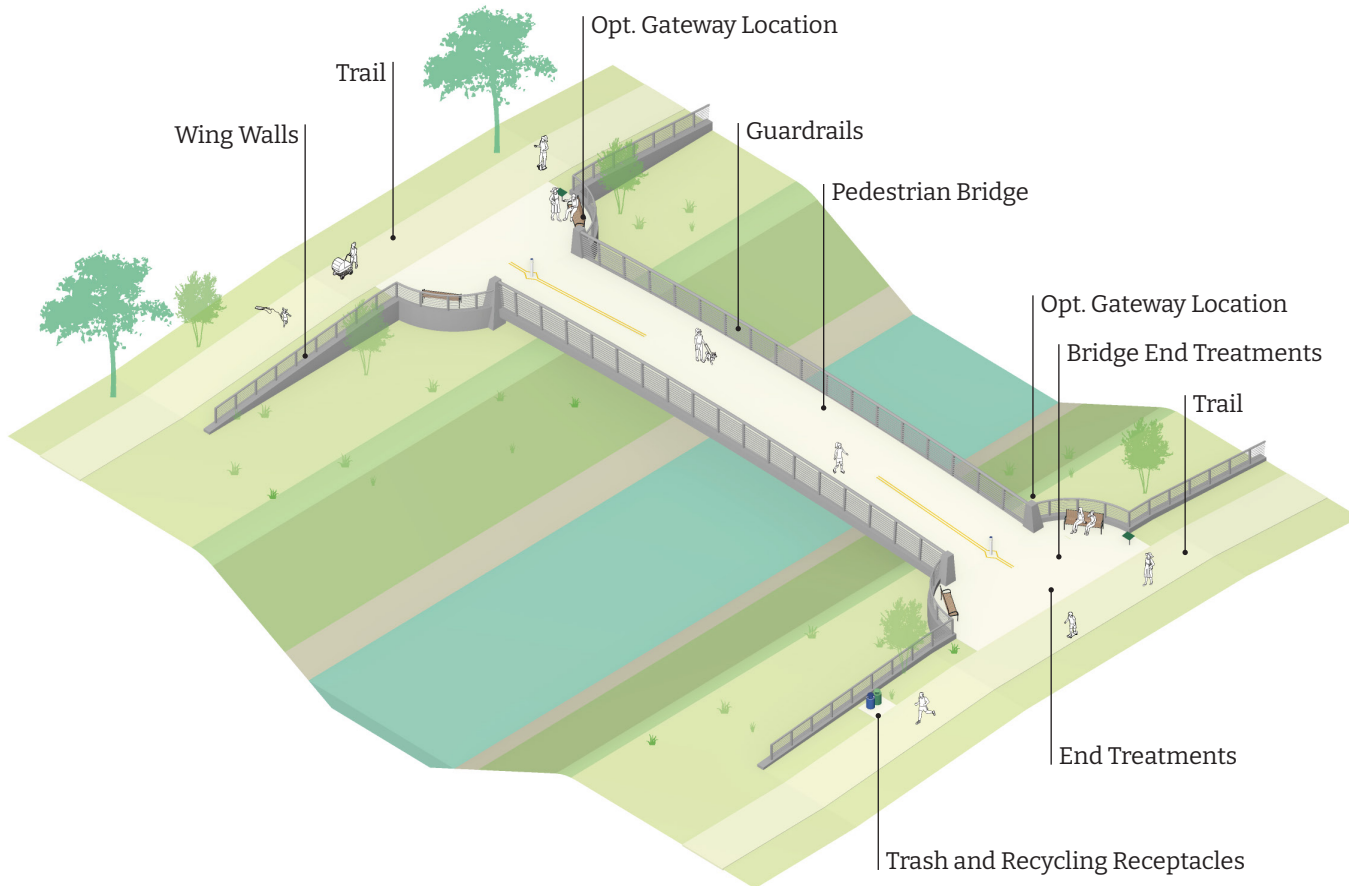 Opt. Gateway Location
Trail
Wing Walls
Guardrails
Pedestrian Bridge
Opt. Gateway Location
Bridge End Treatments
Trail
End Treatments
Trash and Recycling Receptacles